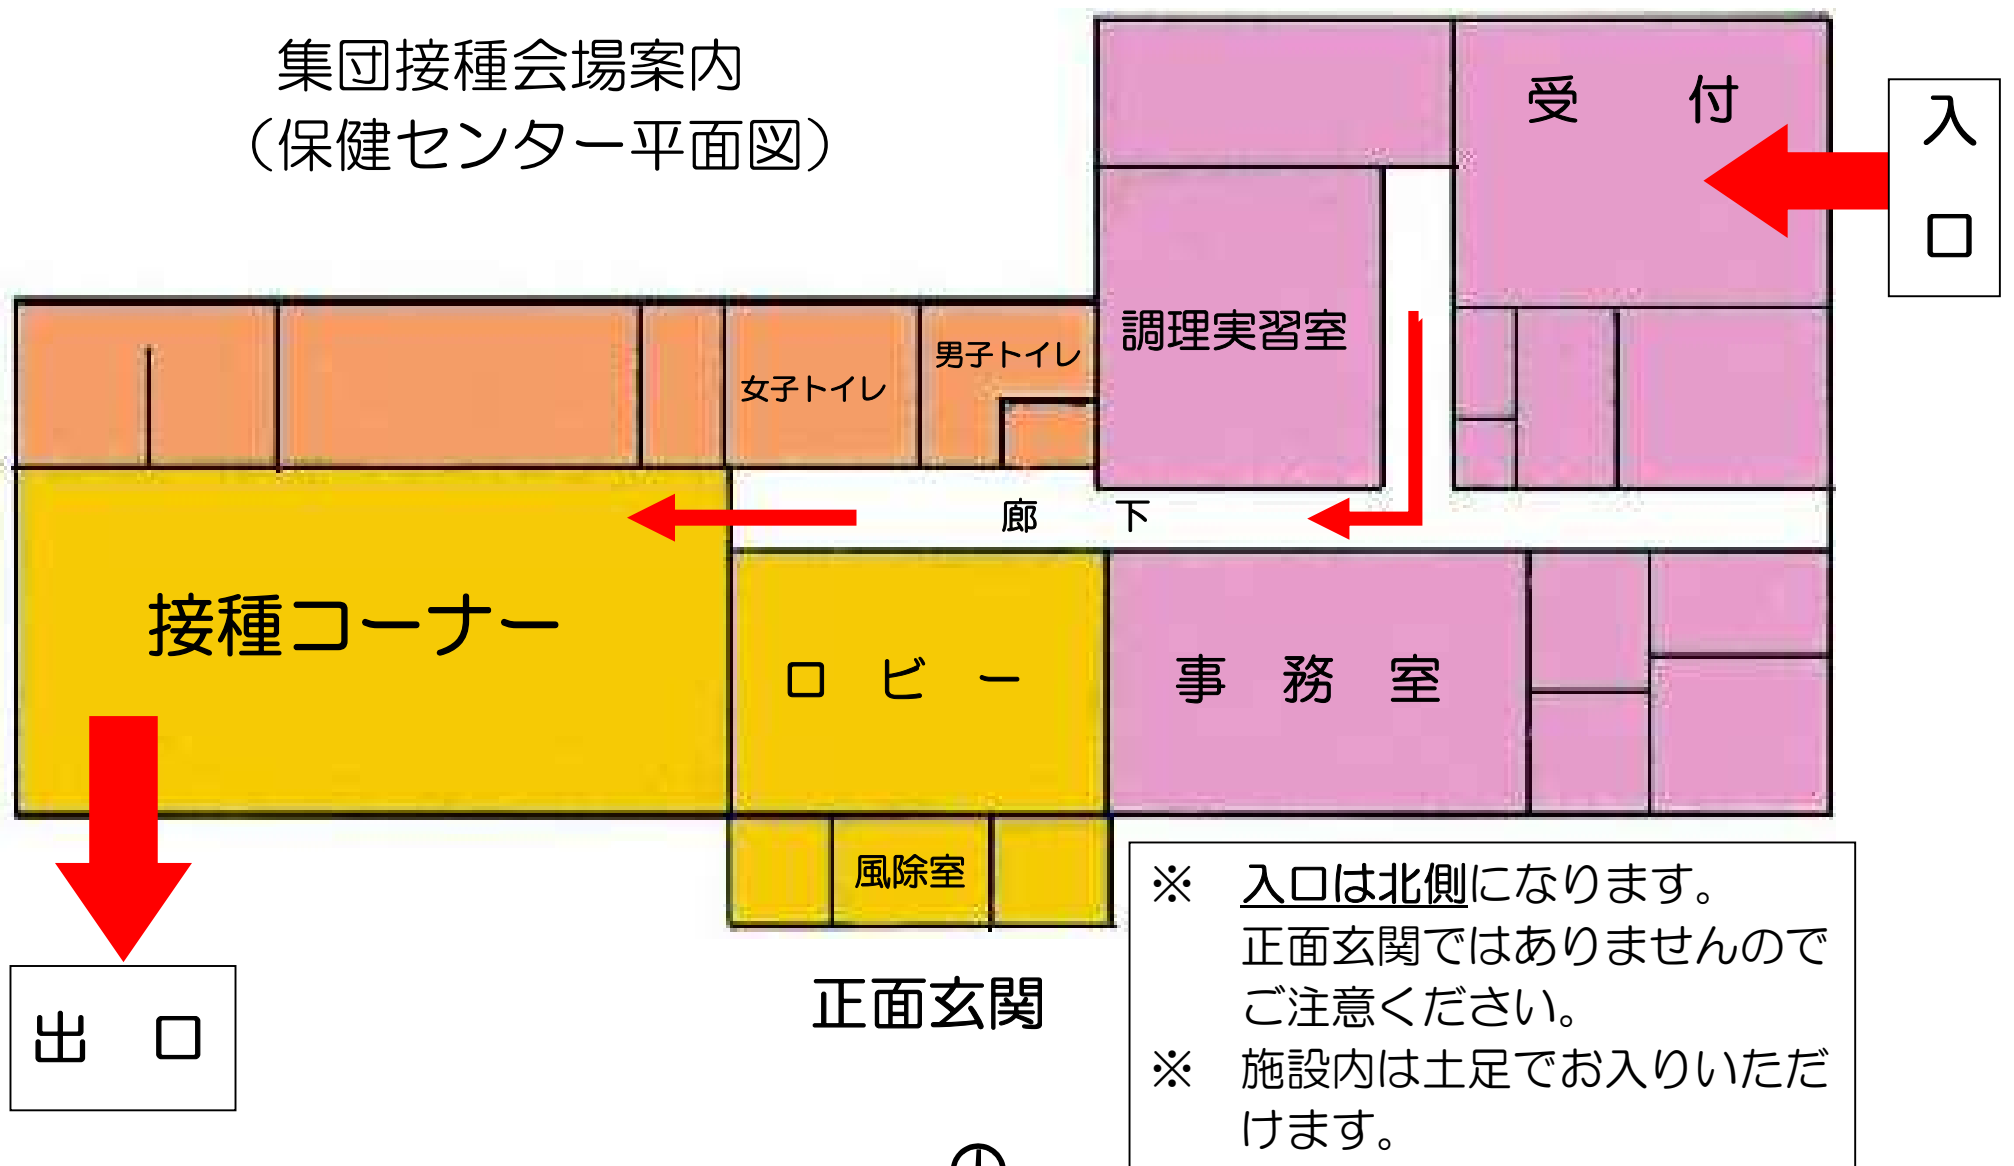 集団接種会場案内
（保健センター平面図）
受　付
入口
調理実習室
男子トイレ
女子トイレ
廊　下
接種コーナー
ロ　ビ　ー
事　務　室
風除室
正面玄関
出　口
※　入口は北側になります。
正面玄関ではありませんので
ご注意ください。
※　施設内は土足でお入りいただ
けます。